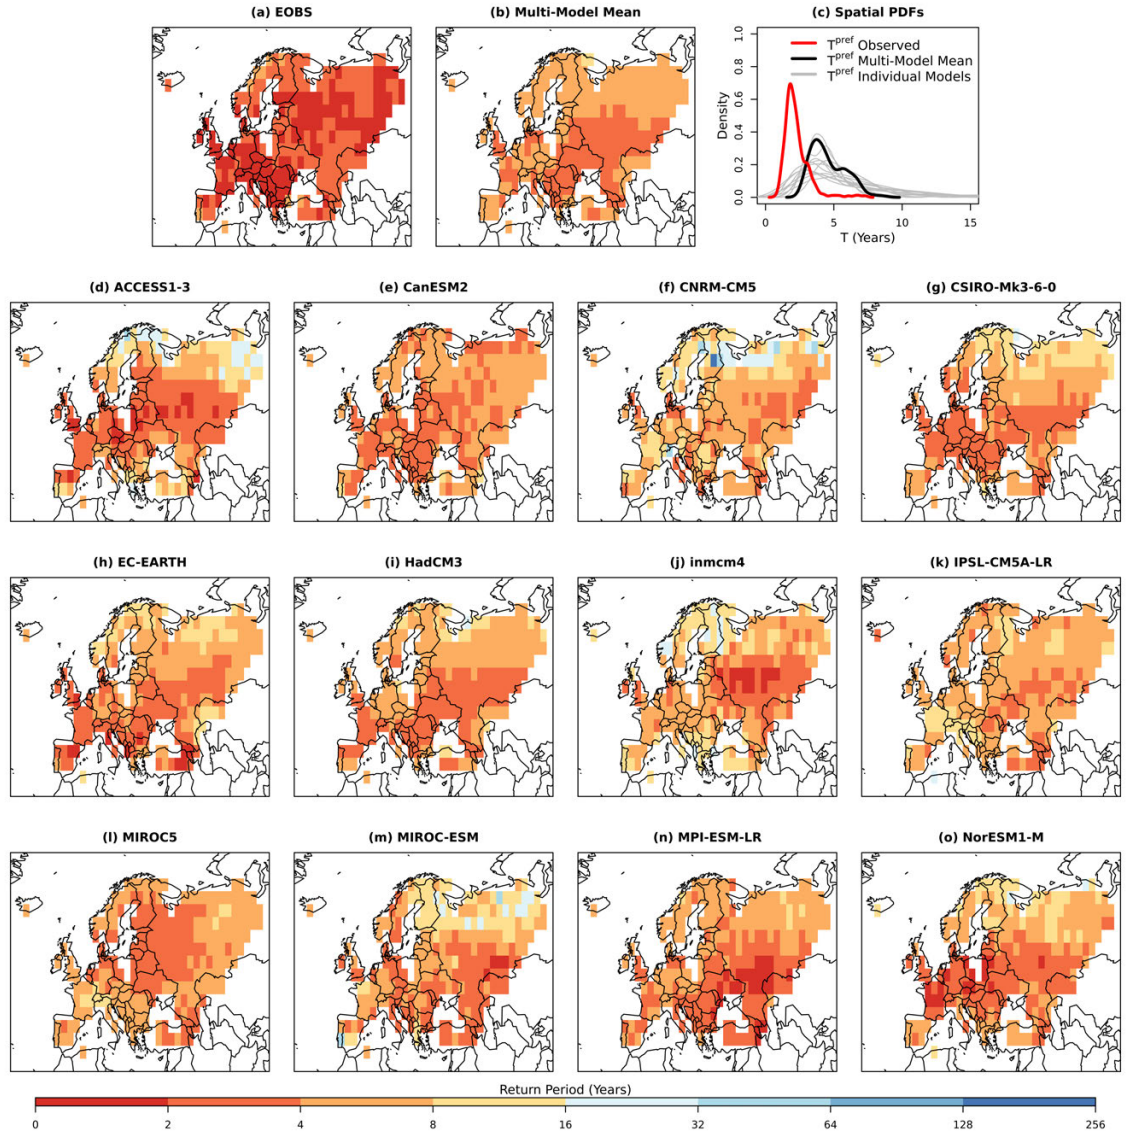 (a) EOBS
(b) Multi-Model Mean
(c) Spatial PDFs
Density
0.0
0.2
0.4
0.6
0.8
1.0
T^pref Observed
T^pref Multi-Model Mean
T^pref Individual Models
0
5
10
15
T (Years)
(d) ACCESS1-3
(e) CanESM2
(f) CNRM-CM5
(g) CSIRO-Mk3-6-0
(h) EC-EARTH
(i) HadCM3
(j) inmcm4
(k) IPSL-CM5A-LR
(l) MIROC5
(m) MIROC-ESM
(n) MPI-ESM-LR
(o) NorESM1-M
Return Period (Years)
0 2 4 8 16 32 64 128 256